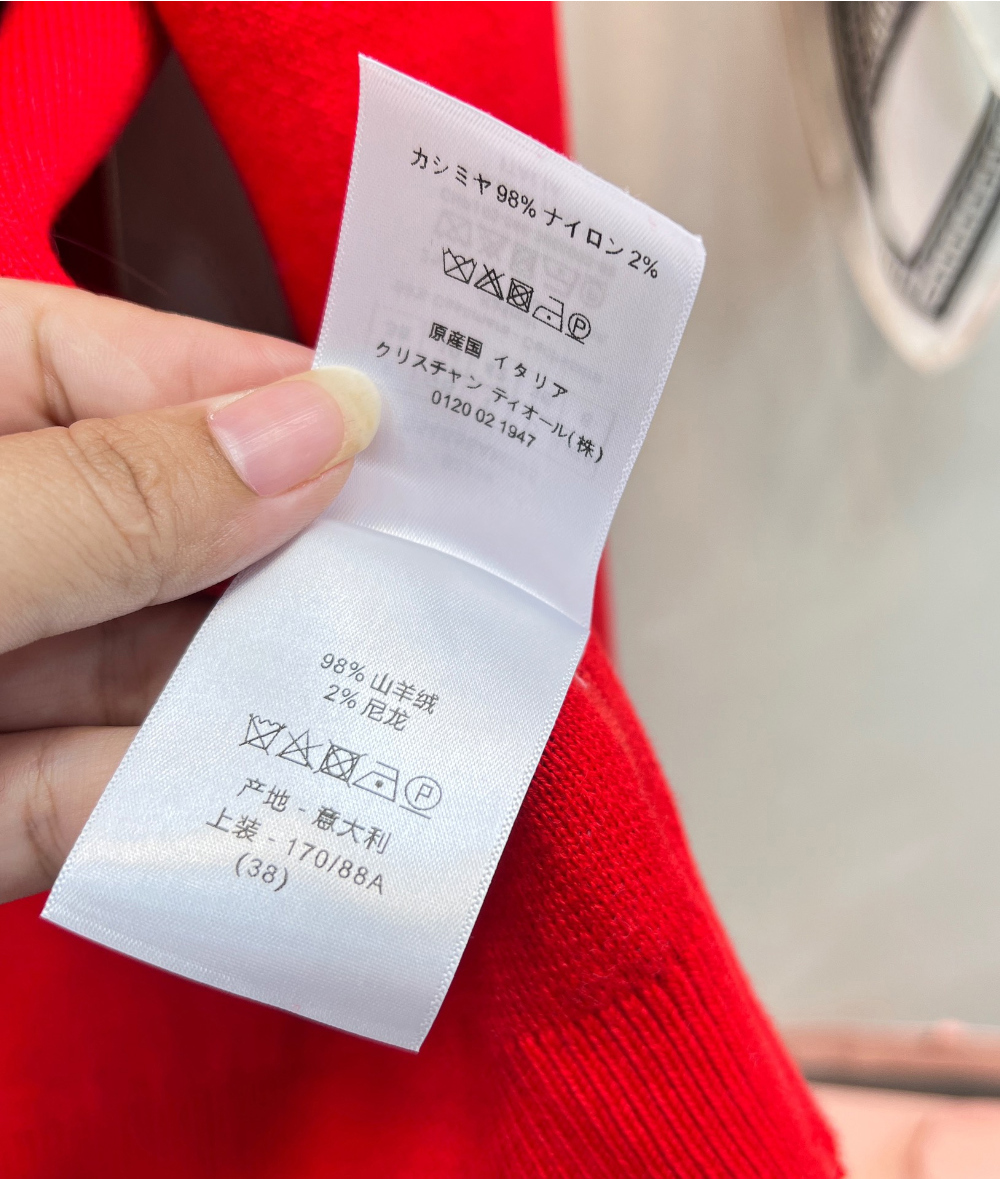 カシミヤ 98% ナイロン 2%
P
原産国 イタリア
クリスチャン ディオール(株)
0120 02 1947
98% 山羊绒
2% 尼龙
P
产地 - 意大利
上装 - 170/88A
(38)